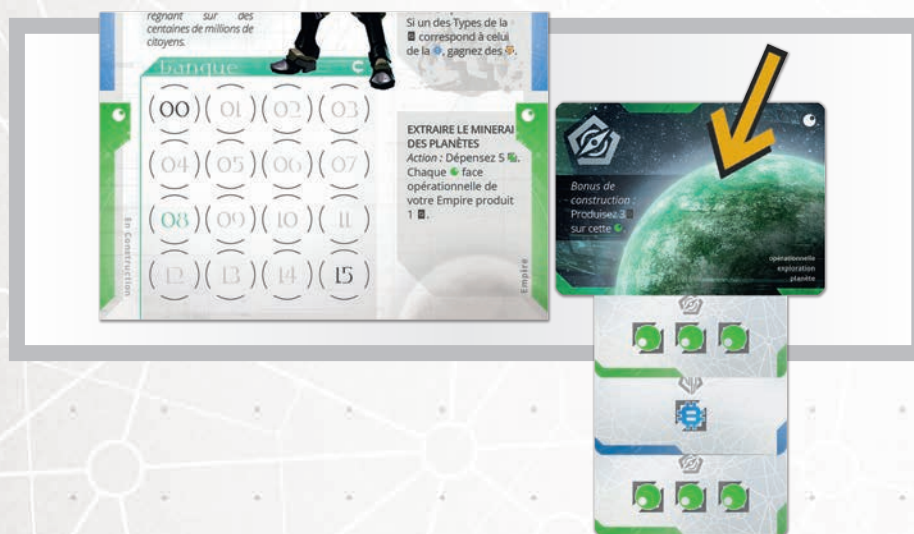 régnant sur des
centaines de millions de
citoyens.
banque
00 01 02 03
04 05 06 07
08 09 10 11
12 13 14 15
En Construction
Si un des Types de la
correspond à celui
de la , gagnez des .
EXTRAIRE LE MINERAI
DES PLANÈTES
Action : Dépensez 5 .
Chaque face
opérationnelle de
votre Empire produit
1 .
Empire
Bonus de
construction :
Produisez 3
sur cette .
opérationnelle
exploration
planète